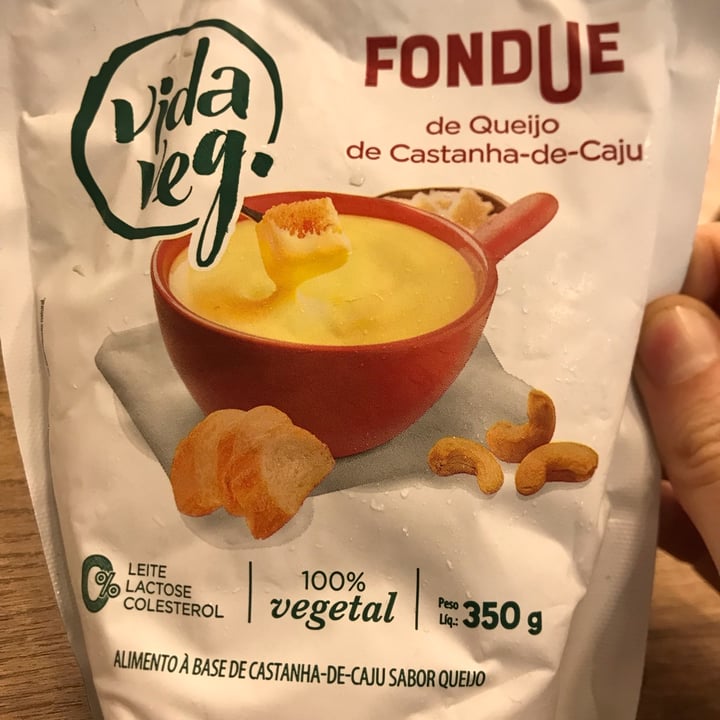 vida
veg.
FONDUE
de Queijo
de Castanha-de-Caju
0%
LEITE
LACTOSE
COLESTEROL
100%
vegetal
Peso
Líq.: 350 g
ALIMENTO À BASE DE CASTANHA-DE-CAJU SABOR QUEIJO